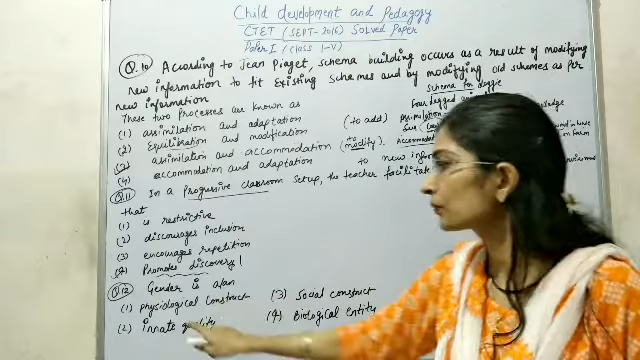 Child development and Pedagogy
CTET (SEPT-2016) Solved Paper
Paper I (Class I-V)
Q.10 According to Jean Piaget, schema building occurs as a result of modifying
new information to fit existing schemes and by modifying old schemes as per
new information
These two Processes are known as
(1) assimilation and adaptation
(2) Equilibration and modification
(3) assimilation and accommodation
(4) accommodation and adaptation
schema for doggie
Four legged
(to add) Assimilation
(to modify)
to new
Q.11 In a Progressive classroom setup, the teacher facilitate
that
(1) is restrictive
(2) discourages inclusion
(3) encourages repetition
(4) Promotes discovery
Q.12 Gender is a/an
(1) physiological construct (3) Social construct
(2) innate quality (4) Biological entity